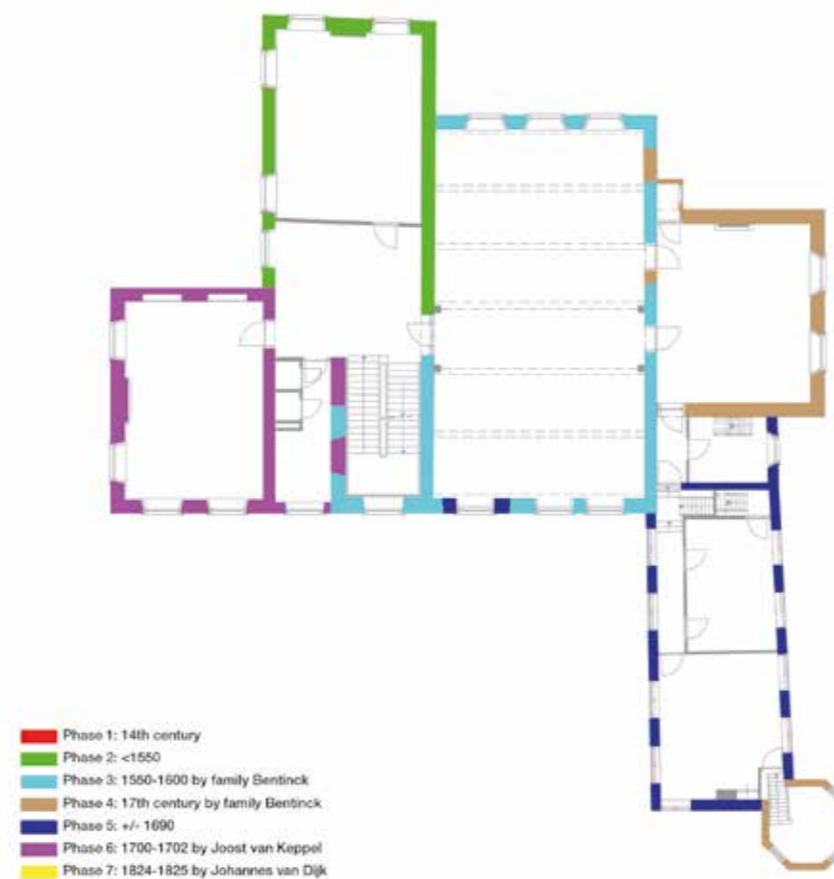 Phase 1: 14th century
Phase 2: <1550
Phase 3: 1550-1600 by family Bentinck
Phase 4: 17th century by family Bentinck
Phase 5: +/- 1690
Phase 6: 1700-1702 by Joost van Keppel
Phase 7: 1824-1825 by Johannes van Dijk